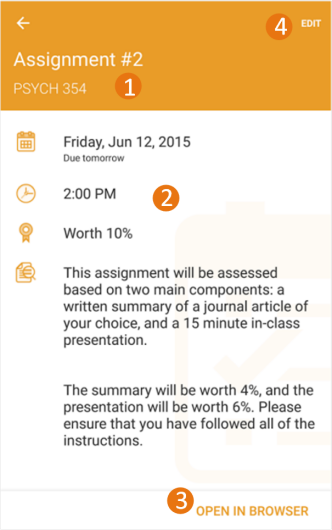 4 EDIT
Assignment #2
PSYCH 354 1
Friday, Jun 12, 2015
Due tomorrow
2:00 PM 2
Worth 10%
This assignment will be assessed
based on two main components: a
written summary of a journal article of
your choice, and a 15 minute in-class
presentation.
The summary will be worth 4%, and the
presentation will be worth 6%. Please
ensure that you have followed all of the
instructions.
3 OPEN IN BROWSER